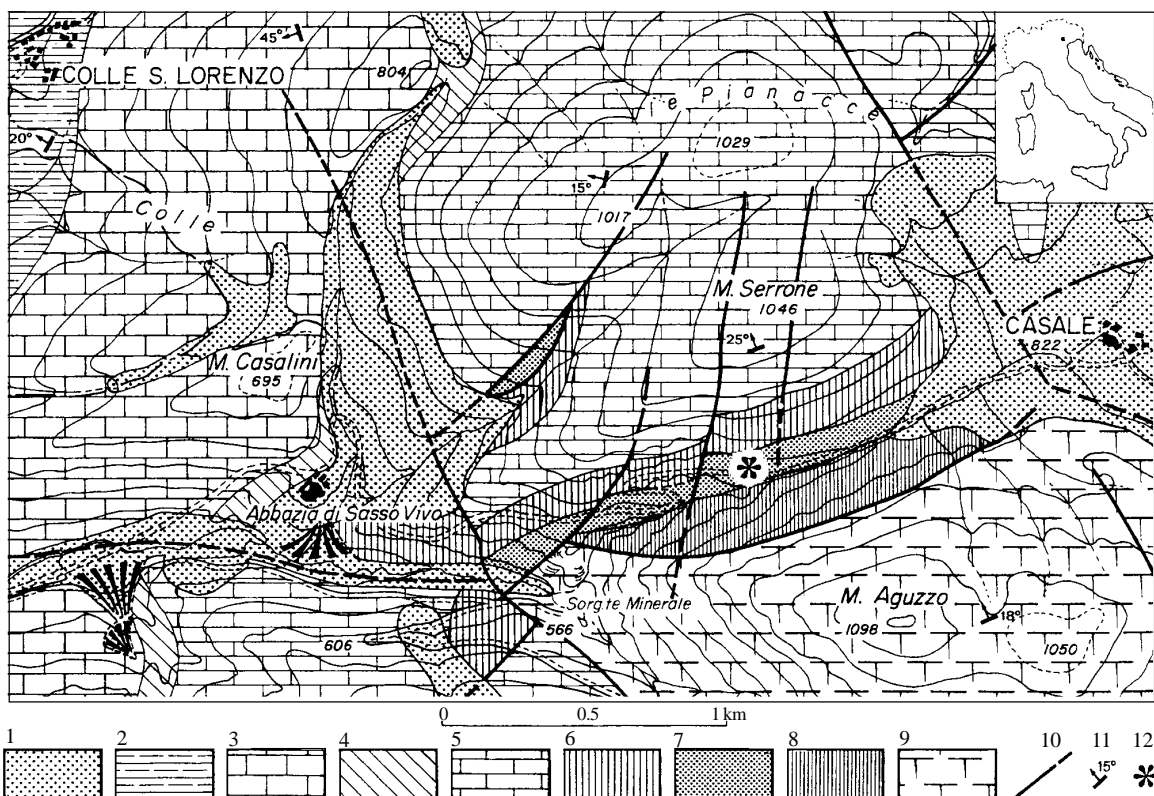 45°
804
COLLE S. LORENZO
le Pianacce
20°
1029
15°
Colle
1017
M. Serrone
1046
CASALE
622
25°
M. Casalini
695
Abbazia di Sasso Vivo
Sorg.te Minerale
566
M. Aguzzo
1098
18°
606
1050
0 0.5 1 km
1 2 3 4 5 6 7 8 9 10 11 12
15°